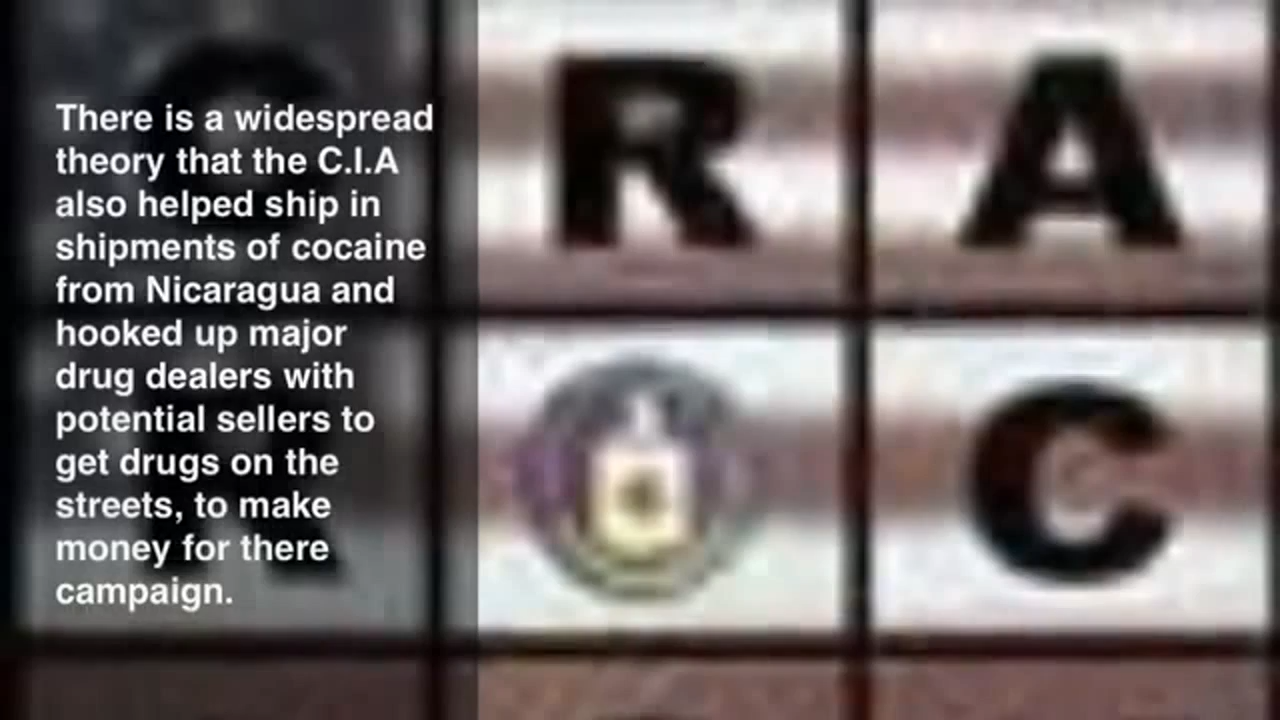 There is a widespread
theory that the C.I.A
also helped ship in
shipments of cocaine
from Nicaragua and
hooked up major
drug dealers with
potential sellers to
get drugs on the
streets, to make
money for there
campaign.
C R A
R C